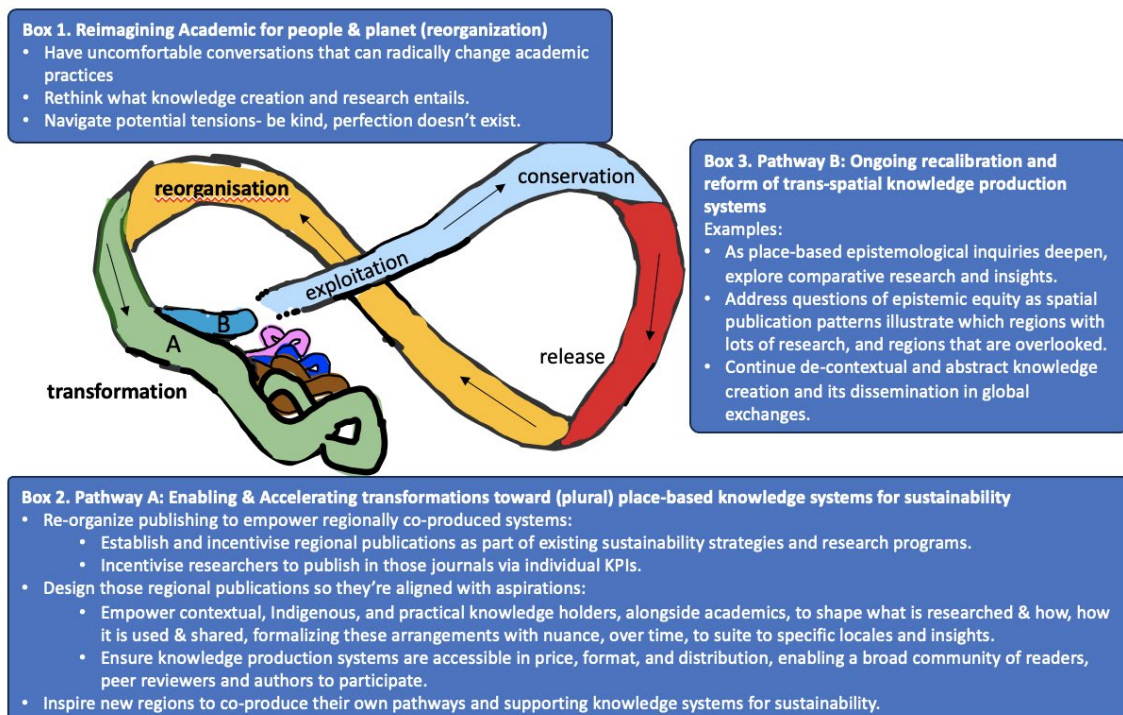 Box 1. Reimagining Academic for people & planet (reorganization)
• Have uncomfortable conversations that can radically change academic
practices
• Rethink what knowledge creation and research entails.
• Navigate potential tensions- be kind, perfection doesn't exist.
reorganisation
conservation
exploitation
release
A
B
transformation
Box 3. Pathway B: Ongoing recalibration and
reform of trans-spatial knowledge production
systems
Examples:
• As place-based epistemological inquiries deepen,
explore comparative research and insights.
• Address questions of epistemic equity as spatial
publication patterns illustrate which regions with
lots of research, and regions that are overlooked.
• Continue de-contextual and abstract knowledge
creation and its dissemination in global
exchanges.
Box 2. Pathway A: Enabling & Accelerating transformations toward (plural) place-based knowledge systems for sustainability
• Re-organize publishing to empower regionally co-produced systems:
• Establish and incentivise regional publications as part of existing sustainability strategies and research programs.
• Incentivise researchers to publish in those journals via individual KPIs.
• Design those regional publications so they're aligned with aspirations:
• Empower contextual, Indigenous, and practical knowledge holders, alongside academics, to shape what is researched & how, how
it is used & shared, formalizing these arrangements with nuance, over time, to suite to specific locales and insights.
• Ensure knowledge production systems are accessible in price, format, and distribution, enabling a broad community of readers,
peer reviewers and authors to participate.
• Inspire new regions to co-produce their own pathways and supporting knowledge systems for sustainability.